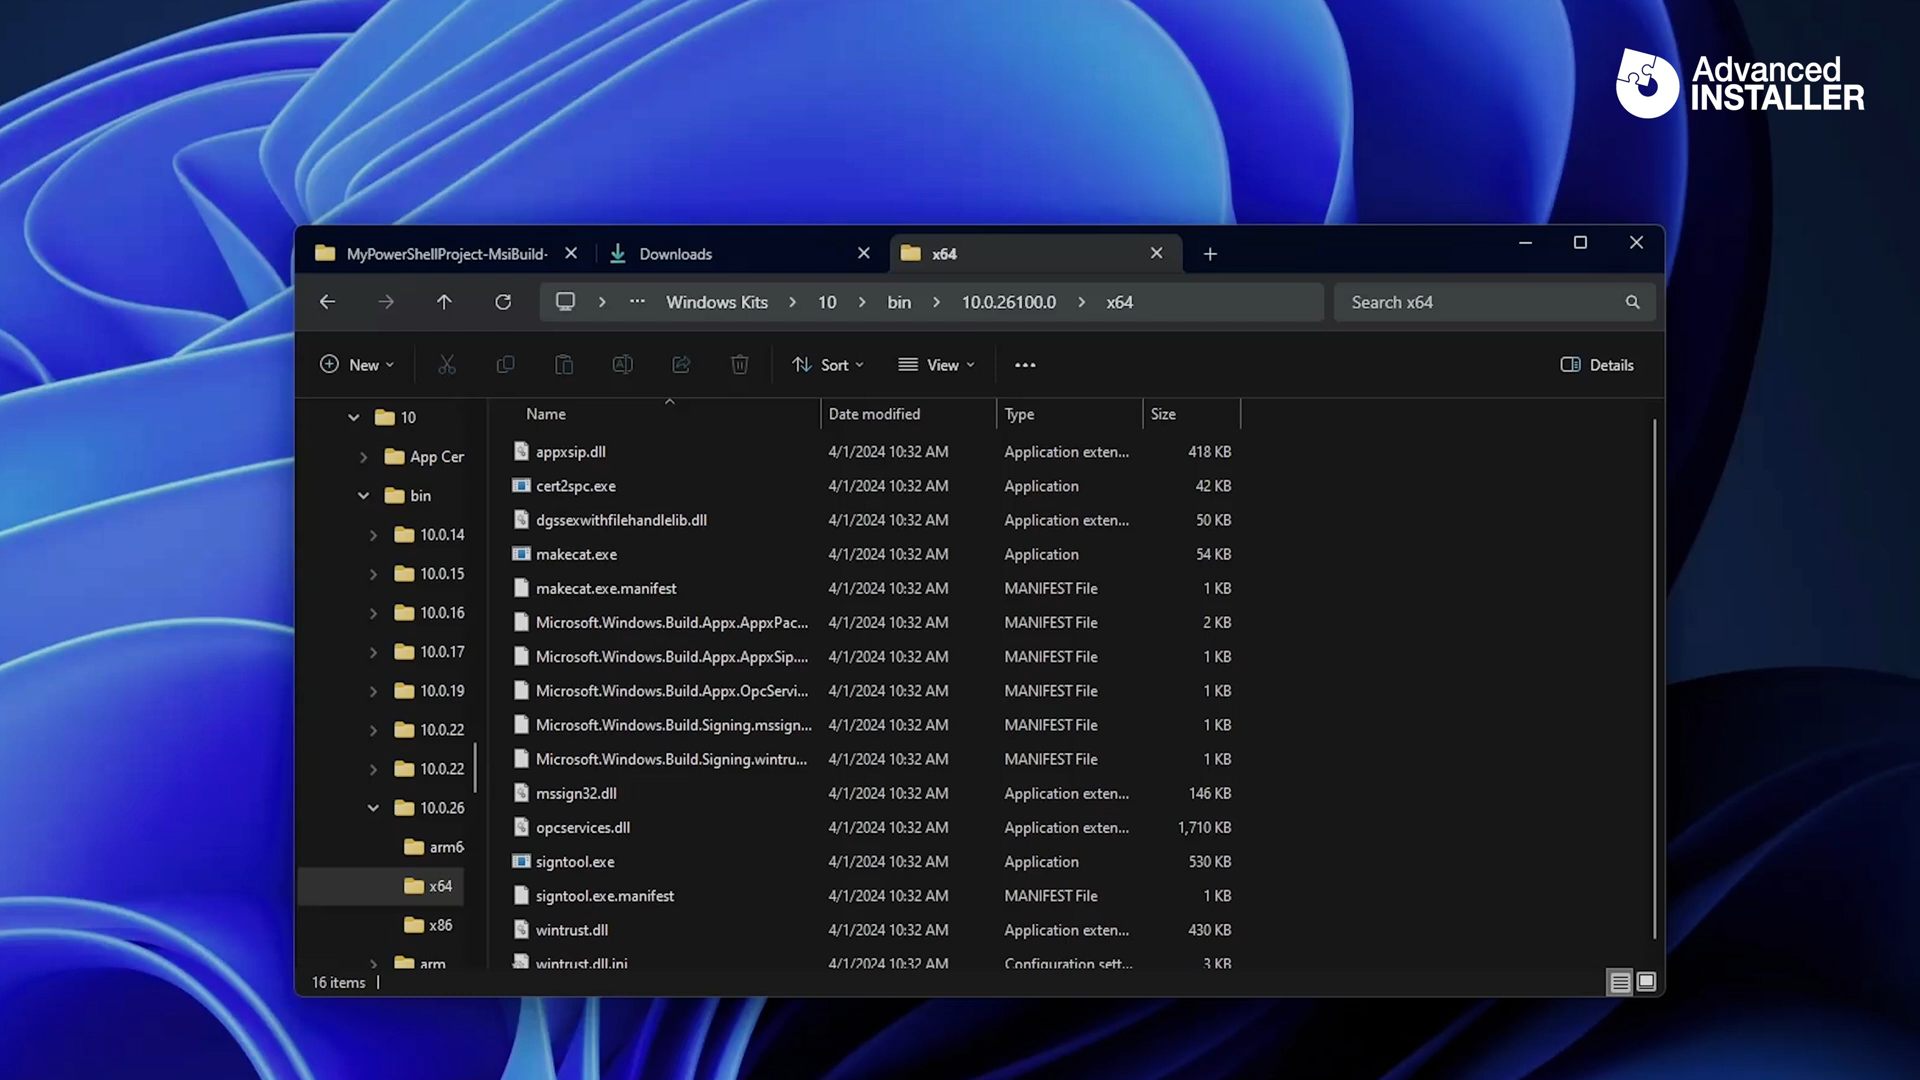 Advanced
INSTALLER
MyPowerShellProject-MsiBuild-
Downloads
x64
Windows Kits
10
bin
10.0.26100.0
x64
Search x64
New
Sort
View
Details
10
App Cer
bin
10.0.14
10.0.15
10.0.16
10.0.17
10.0.19
10.0.22
10.0.22
10.0.26
arm6
x64
x86
arm
Name Date modified Type Size
appxsip.dll 4/1/2024 10:32 AM Application exten... 418 KB
cert2spc.exe 4/1/2024 10:32 AM Application 42 KB
dgssexwithfilehandlelib.dll 4/1/2024 10:32 AM Application exten... 50 KB
makecat.exe 4/1/2024 10:32 AM Application 54 KB
makecat.exe.manifest 4/1/2024 10:32 AM MANIFEST File 1 KB
Microsoft.Windows.Build.Appx.AppxPac... 4/1/2024 10:32 AM MANIFEST File 2 KB
Microsoft.Windows.Build.Appx.AppxSip.... 4/1/2024 10:32 AM MANIFEST File 1 KB
Microsoft.Windows.Build.Appx.OpcServi... 4/1/2024 10:32 AM MANIFEST File 1 KB
Microsoft.Windows.Build.Signing.mssign... 4/1/2024 10:32 AM MANIFEST File 1 KB
Microsoft.Windows.Build.Signing.wintru... 4/1/2024 10:32 AM MANIFEST File 1 KB
mssign32.dll 4/1/2024 10:32 AM Application exten... 146 KB
opcservices.dll 4/1/2024 10:32 AM Application exten... 1,710 KB
signtool.exe 4/1/2024 10:32 AM Application 530 KB
signtool.exe.manifest 4/1/2024 10:32 AM MANIFEST File 1 KB
wintrust.dll 4/1/2024 10:32 AM Application exten... 430 KB
wintrust.dll.ini 4/1/2024 10:32 AM Configuration sett... 3 KB
16 items